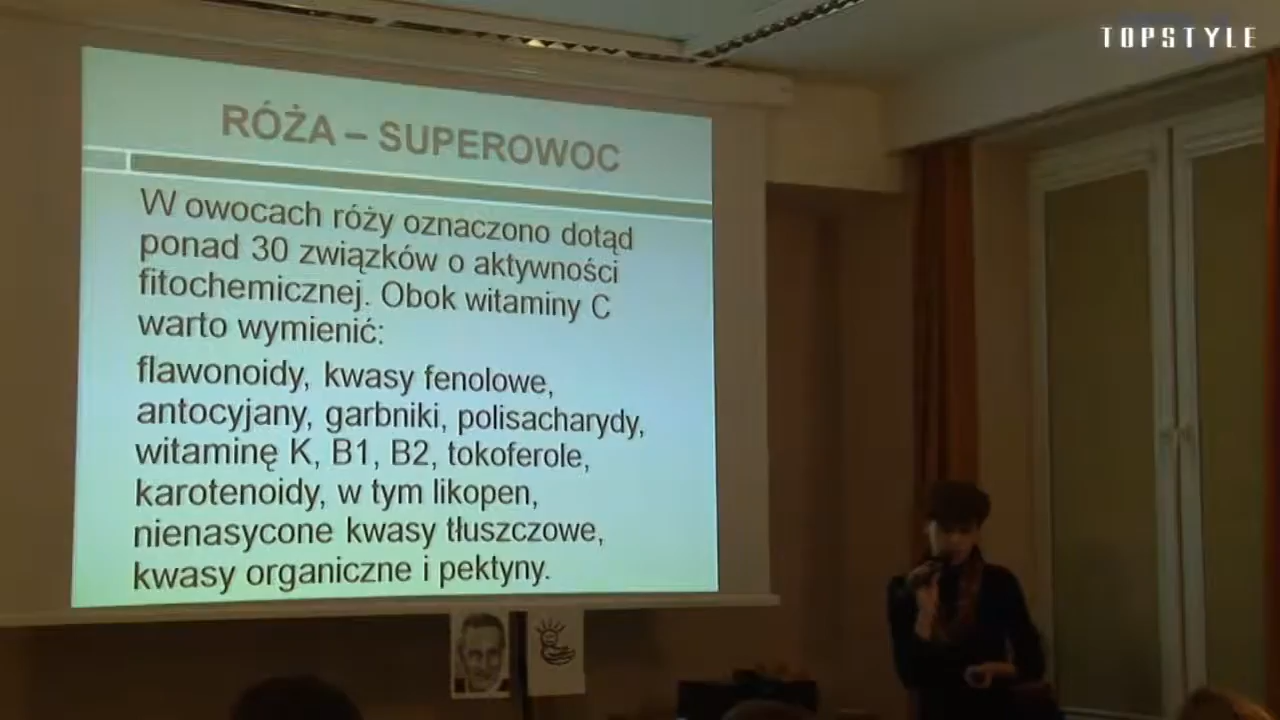 TOPSTYLE
RÓŻA – SUPEROWOC
W owocach róży oznaczono dotąd
ponad 30 związków o aktywności
fitochemicznej. Obok witaminy C
warto wymienić:
flawonoidy, kwasy fenolowe,
antocyjany, garbniki, polisacharydy,
witaminę K, B1, B2, tokoferole,
karotenoidy, w tym likopen,
nienasycone kwasy tłuszczowe,
kwasy organiczne i pektyny.